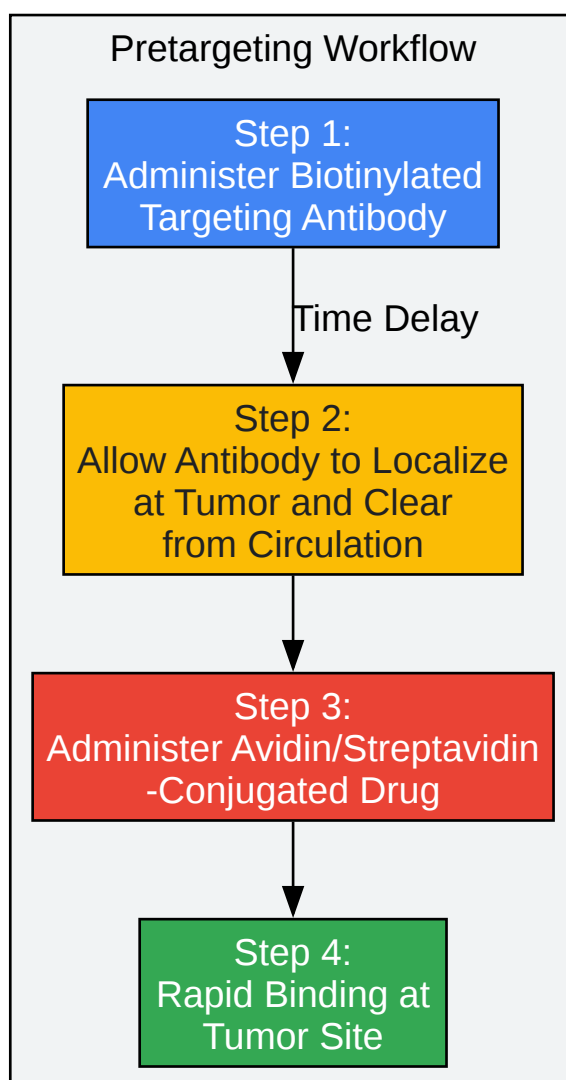 Pretargeting Workflow
Step 1:
Administer Biotinylated
Targeting Antibody
Time Delay
Step 2:
Allow Antibody to Localize
at Tumor and Clear
from Circulation
Step 3:
Administer Avidin/Streptavidin
-Conjugated Drug
Step 4:
Rapid Binding at
Tumor Site